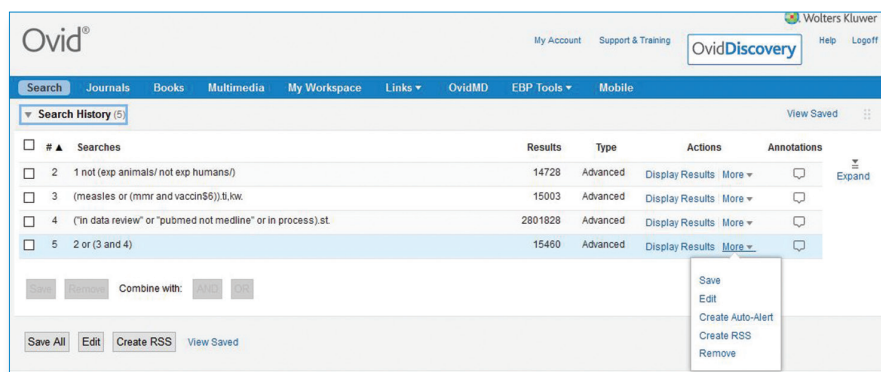 Wolters Kluwer
Ovid®
My Account Support & Training OvidDiscovery Help Logoff
Search Journals Books Multimedia My Workspace Links ▾ OvidMD EBP Tools ▾ Mobile
▼ Search History (5) View Saved
# ▲ Searches Results Type Actions Annotations
2 1 not (exp animals/ not exp humans/) 14728 Advanced Display Results More ▾
Expand
3 (measles or (mmr and vaccin$6)).ti,kw. 15003 Advanced Display Results More ▾
4 ("in data review" or "pubmed not medline" or in process).st. 2801828 Advanced Display Results More ▾
5 2 or (3 and 4) 15460 Advanced Display Results More ▾
Save Remove Combine with: AND OR
Save
Edit
Create Auto-Alert
Create RSS
Remove
Save All Edit Create RSS View Saved